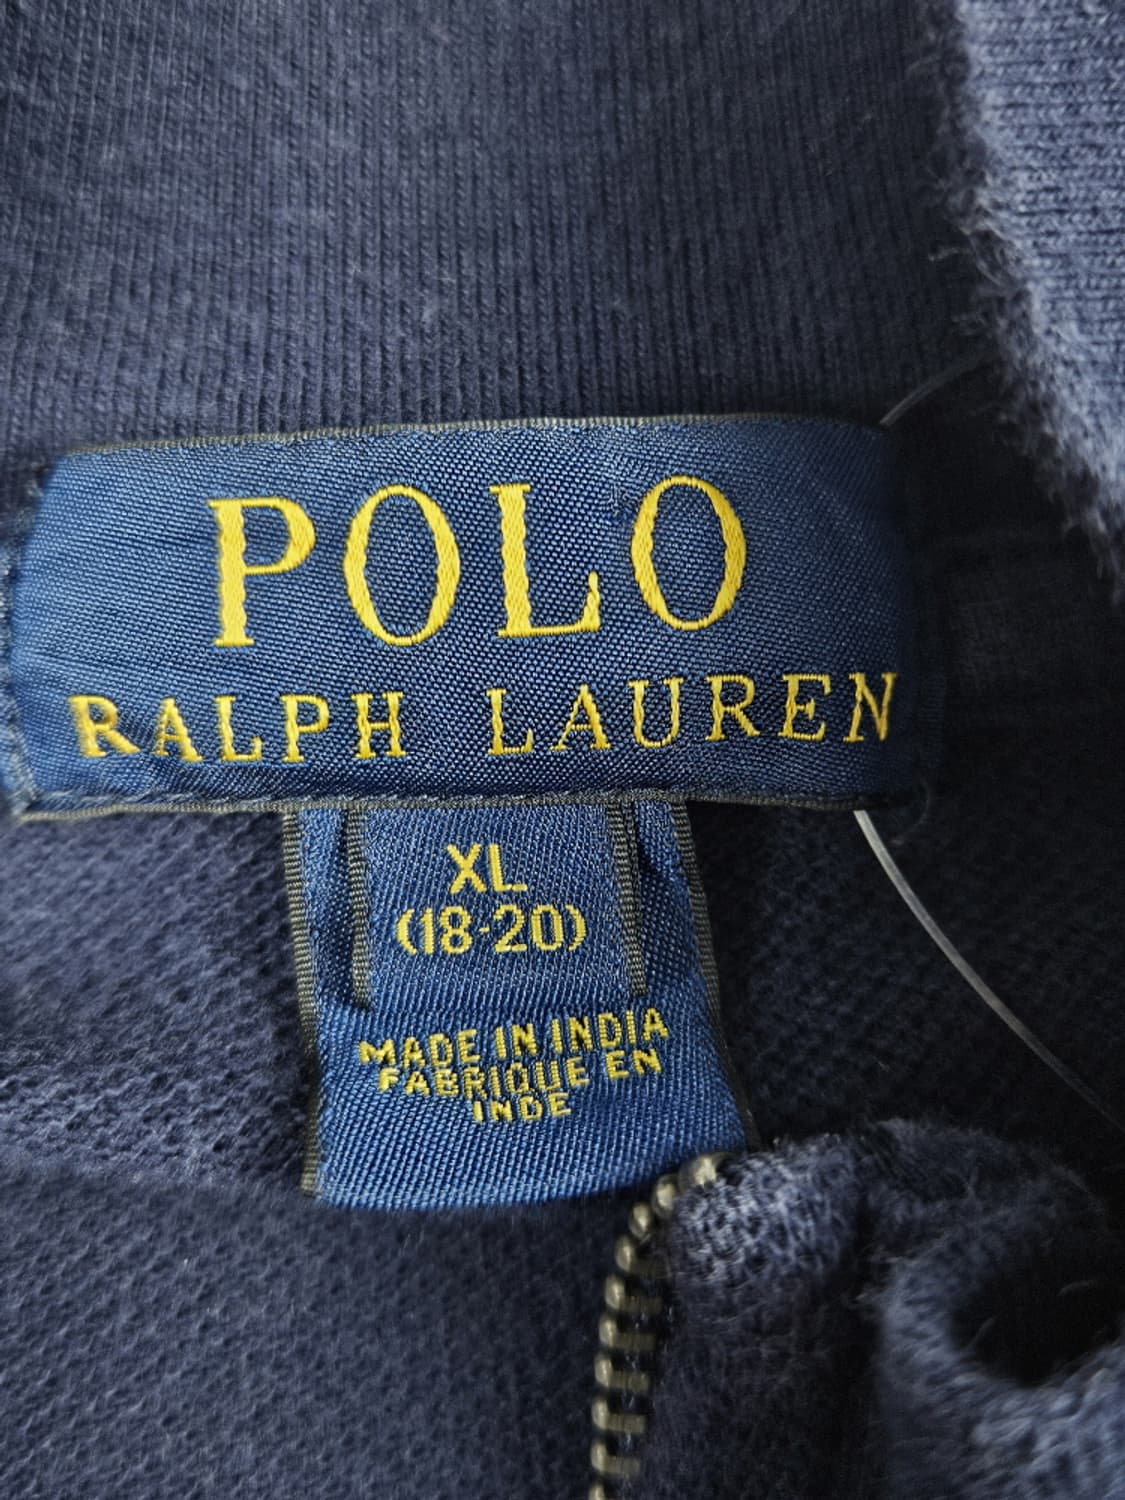 POLO
RALPH LAUREN
XL
(18-20)
MADE IN INDIA
FABRIQUE EN
INDE